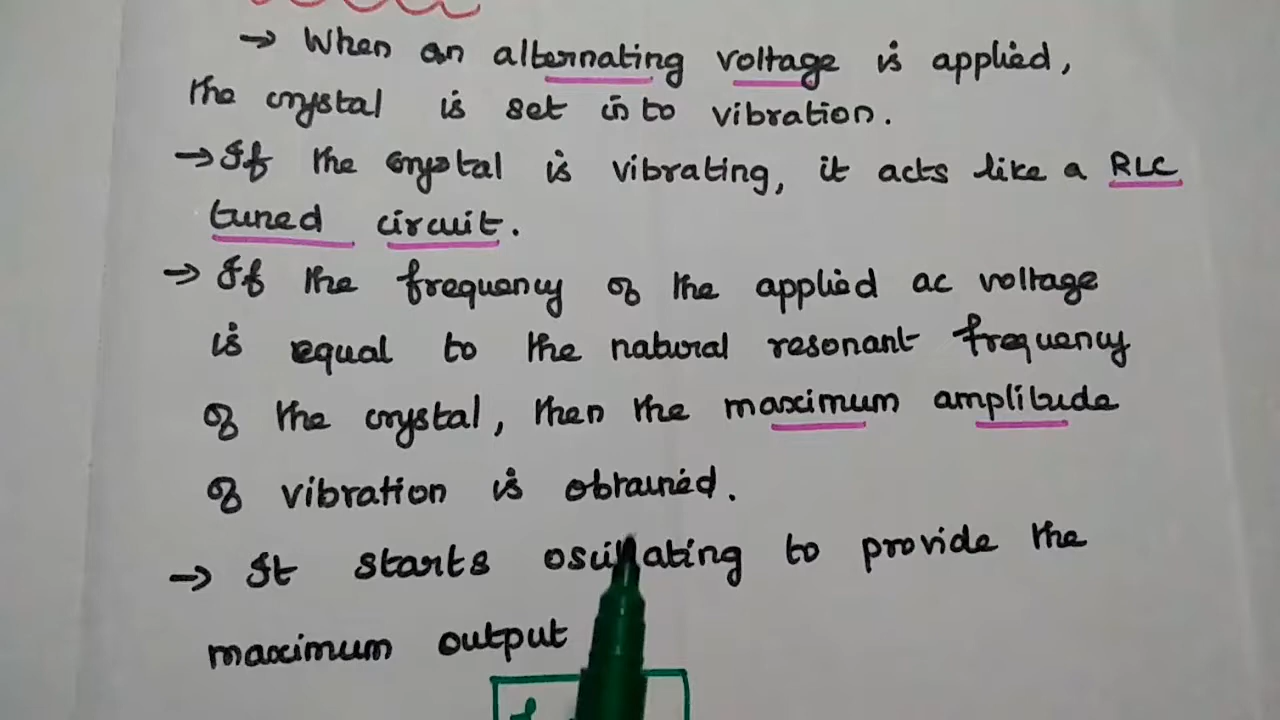 → When an alternating voltage is applied,
the crystal is set into vibration.
→ If the crystal is vibrating, it acts like a RLC
tuned circuit.
→ If the frequency of the applied ac voltage
is equal to the natural resonant frequency
of the crystal, then the maximum amplitude
of vibration is obtained.
→ It starts oscillating to provide the
maximum output